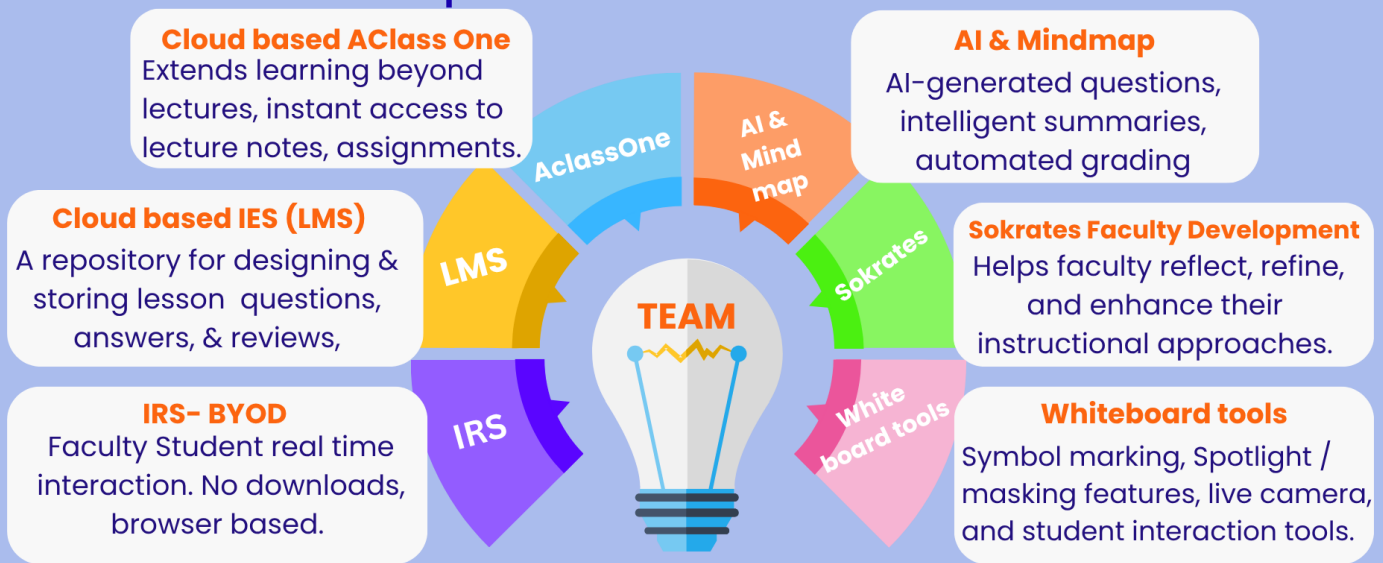 Cloud based AClass One
Extends learning beyond
lectures, instant access to
lecture notes, assignments.
AI & Mindmap
AI-generated questions,
intelligent summaries,
automated grading
Cloud based IES (LMS)
A repository for designing &
storing lesson questions,
answers, & reviews,
Sokrates Faculty Development
Helps faculty reflect, refine,
and enhance their
instructional approaches.
IRS- BYOD
Faculty Student real time
interaction. No downloads,
browser based.
Whiteboard tools
Symbol marking, Spotlight /
masking features, live camera,
and student interaction tools.
IRS
LMS
AclassOne
AI &
Mind
map
Sokrates
White
board tools
TEAM